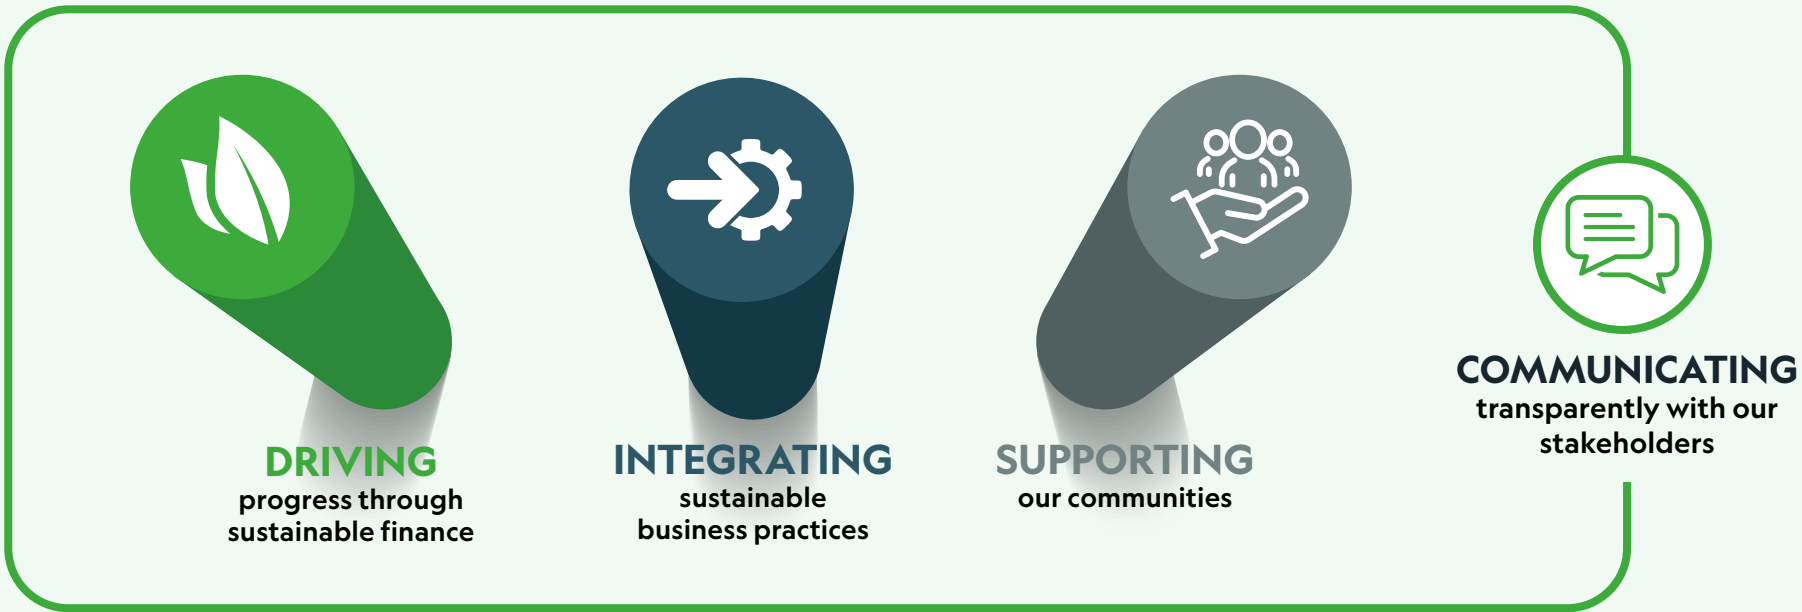 DRIVING
progress through
sustainable finance
INTEGRATING
sustainable
business practices
SUPPORTING
our communities
COMMUNICATING
transparently with our
stakeholders